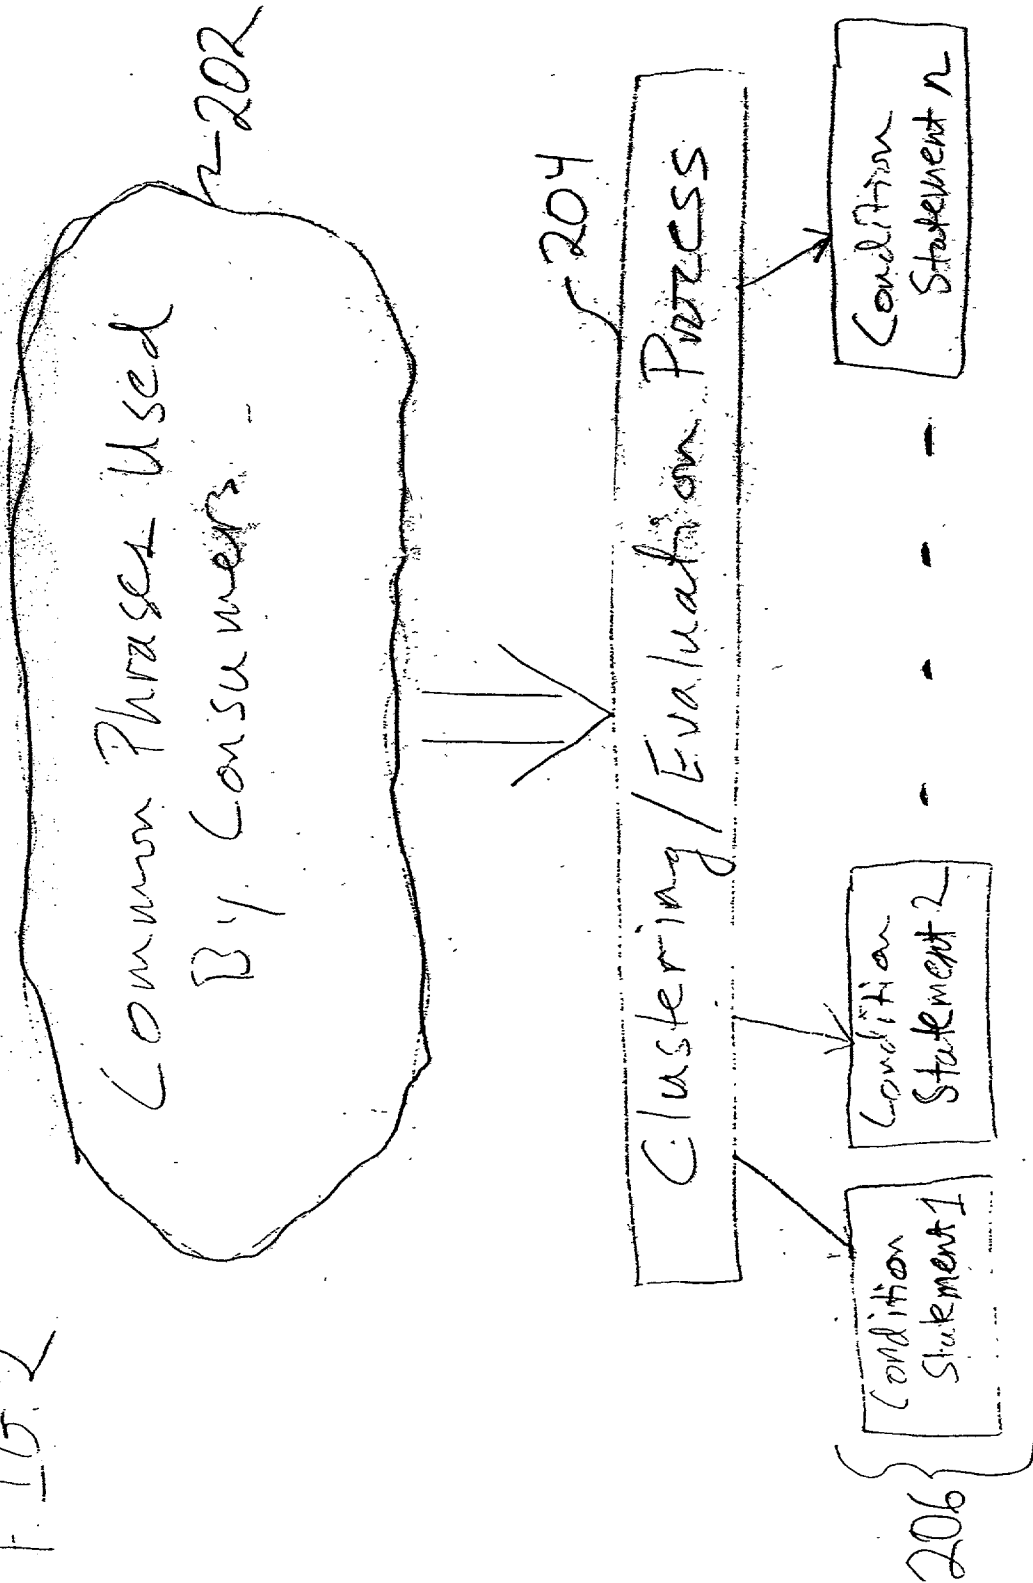 FIG. 2
Common Phrases Used
By Consumers
202
204
Clustering/Evaluation Process
Condition
Statement 1
Condition
Statement 2
Condition
Statement n
206